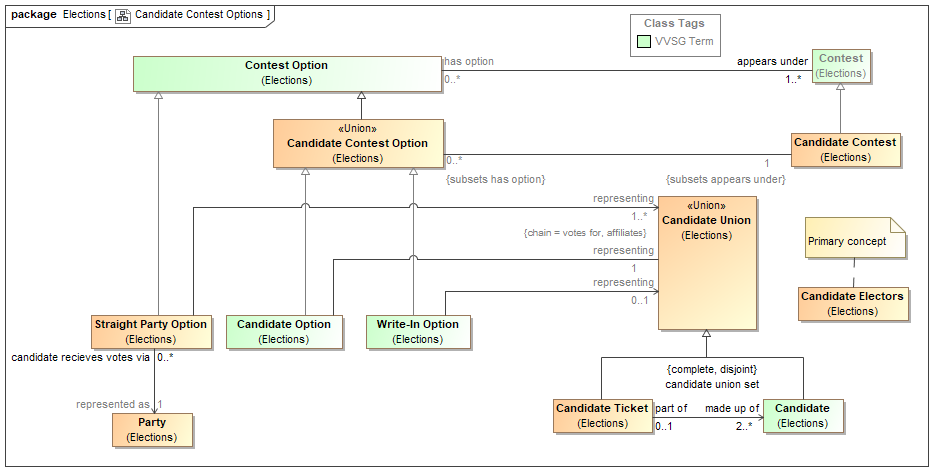 package Elections [ Candidate Contest Options ]
Class Tags
VVSG Term
Contest Option
(Elections)
has option
0..*
appears under
1..*
Contest
(Elections)
«Union»
Candidate Contest Option
(Elections)
0..*
1
Candidate Contest
(Elections)
{subsets has option}
{subsets appears under}
representing
1..*
«Union»
Candidate Union
(Elections)
{chain = votes for, affiliates}
representing
1
representing
0..1
Primary concept
Candidate Electors
(Elections)
Straight Party Option
(Elections)
Candidate Option
(Elections)
Write-In Option
(Elections)
candidate recieves votes via
0..*
{complete, disjoint}
candidate union set
represented as
1
Party
(Elections)
Candidate Ticket
(Elections)
part of
0..1
made up of
2..*
Candidate
(Elections)